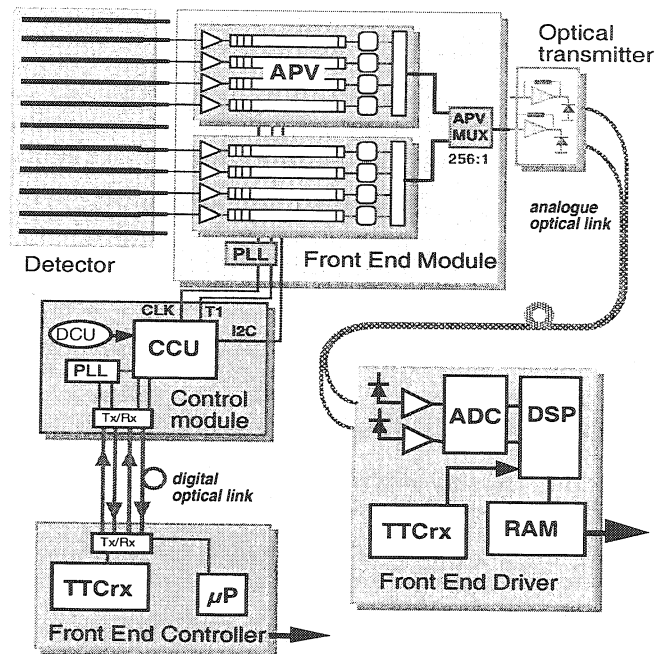 Optical
transmitter
APV
APV
MUX
256:1
analogue
optical link
PLL
Front End Module
Detector
CLK
T1
I2C
DCU
CCU
PLL
Control
module
Tx/Rx
digital
optical link
Tx/Rx
TTCrx
µP
Front End Controller
ADC
DSP
TTCrx
RAM
Front End Driver